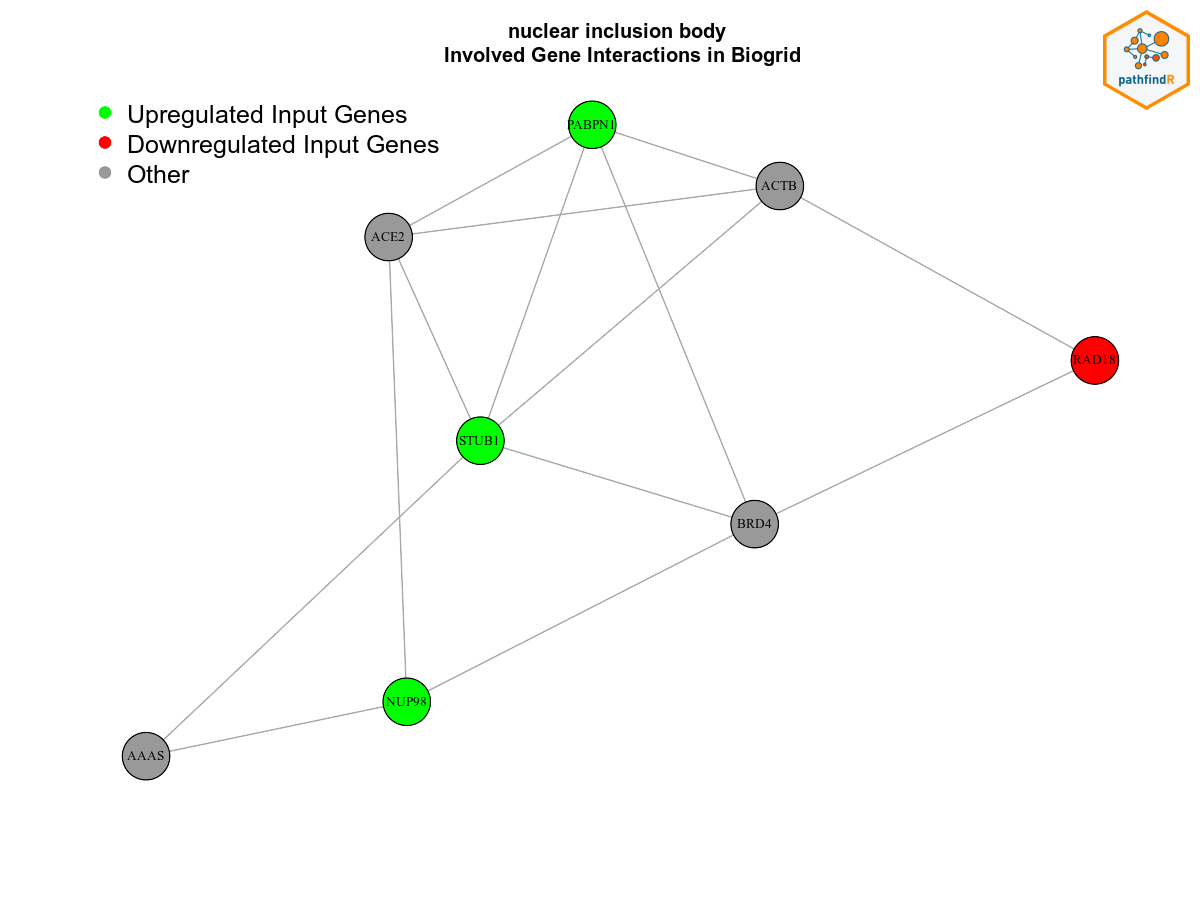 nuclear inclusion body
Involved Gene Interactions in Biogrid
pathfindR
Upregulated Input Genes
Downregulated Input Genes
Other
PABPN1
ACTB
ACE2
RAD18
STUB1
BRD4
NUP98
AAAS